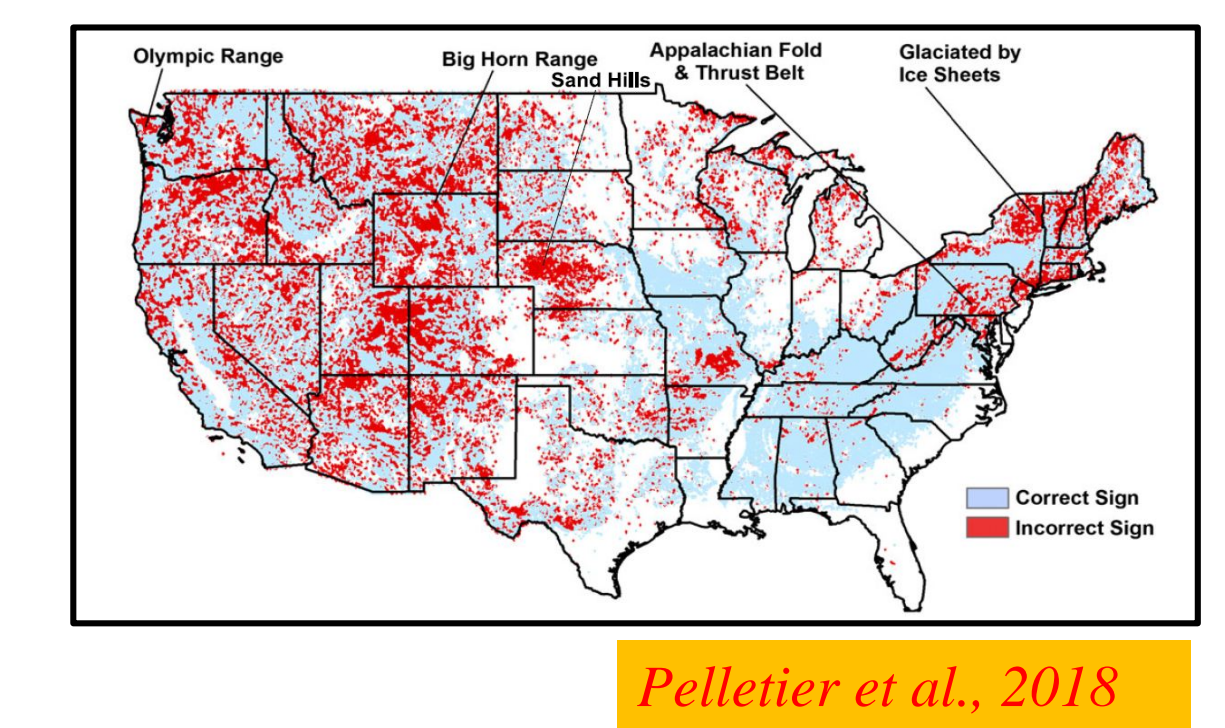 Olympic Range
Big Horn Range
Sand Hills
Appalachian Fold
& Thrust Belt
Glaciated by
Ice Sheets
Correct Sign
Incorrect Sign
Pelletier et al., 2018